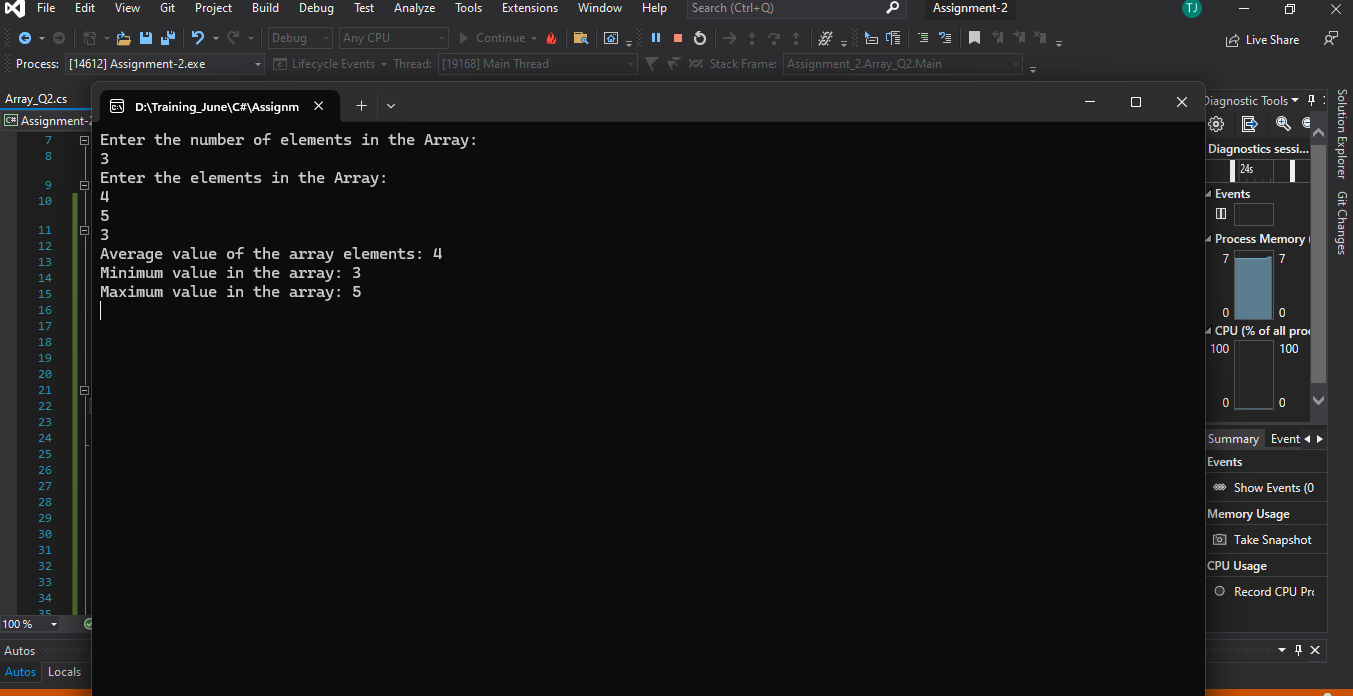 File Edit View Git Project Build Debug Test Analyze Tools Extensions Window Help Search (Ctrl+Q) Assignment-2 TJ
Debug Any CPU Continue Live Share
Process: [14612] Assignment-2.exe Lifecycle Events Thread: [19168] Main Thread Stack Frame: Assignment_2.Array_Q2.Main
Array_Q2.cs
C# Assignment-2
D:\Training_June\C#\Assignm
Enter the number of elements in the Array:
3
Enter the elements in the Array:
4
5
3
Average value of the array elements: 4
Minimum value in the array: 3
Maximum value in the array: 5
7
8
9
10
11
12
13
14
15
16
17
18
19
20
21
22
23
24
25
26
27
28
29
30
31
32
33
34
35
100 %
Autos
Autos Locals
Diagnostic Tools
Diagnostics sessi...
24s
Events
Process Memory (
7 7
0 0
CPU (% of all pro
100 100
0 0
Summary Event
Events
Show Events (0
Memory Usage
Take Snapshot
CPU Usage
Record CPU Pr
Solution Explorer
Git Changes